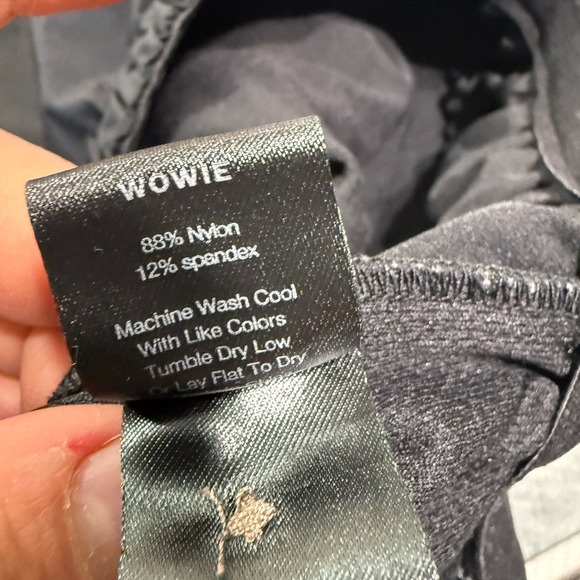 WOWIE
88% Nylon
12% spandex
Machine Wash Cool
With Like Colors
Tumble Dry Low
Or Lay Flat To Dry